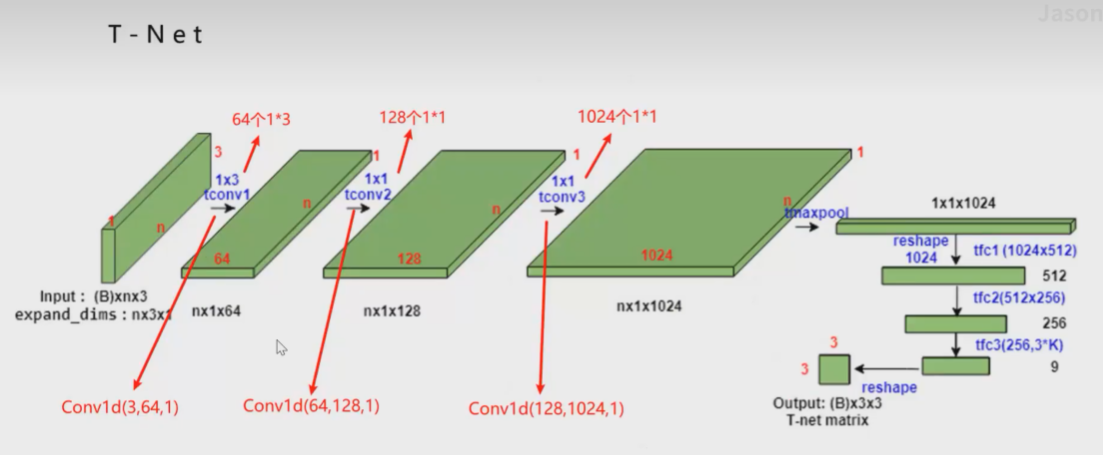 Jason
T-Net
64个1*3
128个1*1
1024个1*1
3
1
1
1
1x3
tconv1
1x1
tconv2
1x1
tconv3
1
n
n
n
n
tmaxpool
1x1x1024
64
128
1024
reshape
1024
tfc1 (1024x512)
512
tfc2(512x256)
256
tfc3(256,3*K)
9
3
3
reshape
Input : (B)xnx3
expand_dims : nx3x1
nx1x64
nx1x128
nx1x1024
Conv1d(3,64,1)
Conv1d(64,128,1)
Conv1d(128,1024,1)
Output: (B)x3x3
T-net matrix